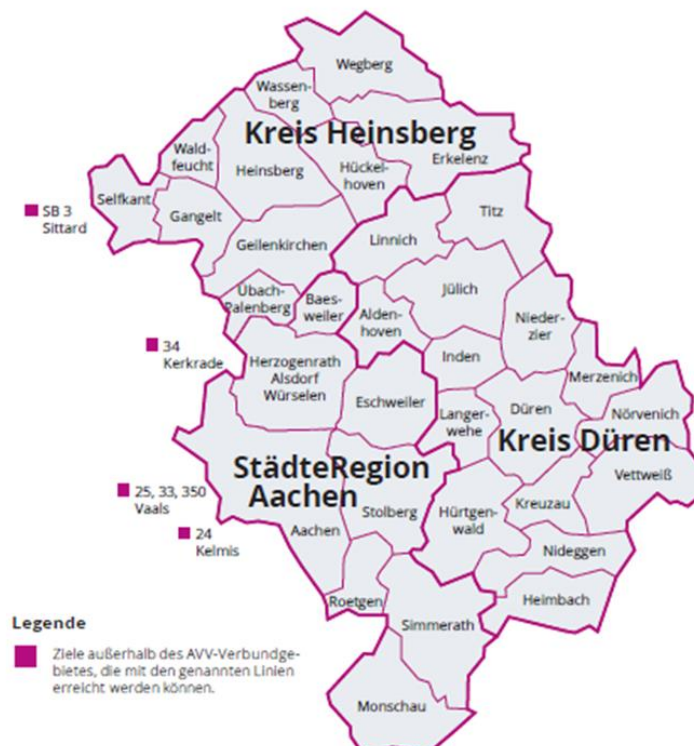 Wegberg
Wassen-
berg
Kreis Heinsberg
Erkelenz
Wald-
feucht
Heinsberg
Hückel-
hoven
Selfkant
SB 3
Sittard
Gangelt
Titz
Linnich
Geilenkirchen
Jülich
Übach-
Palenberg
Baes-
weiler
Alden-
hoven
Nieder-
zier
34
Kerkrade
Herzogenrath
Alsdorf
Würselen
Inden
Merzenich
Eschweiler
Langer-
wehe
Düren
Nörvenich
Kreis Düren
StädteRegion
Aachen
Vettweiß
25, 33, 350
Vaals
Stolberg
Hürtgen-
wald
Kreuzau
24
Kelmis
Aachen
Nideggen
Roetgen
Heimbach
Simmerath
Legende
Ziele außerhalb des AVV-Verbundge-
bietes, die mit den genannten Linien
erreicht werden können.
Monschau